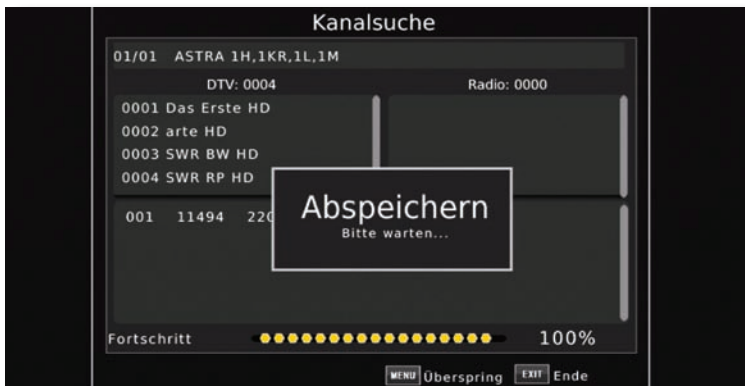 Kanalsuche
01/01 ASTRA 1H,1KR,1L,1M
DTV: 0004 Radio: 0000
0001 Das Erste HD
0002 arte HD
0003 SWR BW HD
0004 SWR RP HD
001 11494
Abspeichern
Bitte warten...
Fortschritt 100%
MENU Überspring EXIT Ende